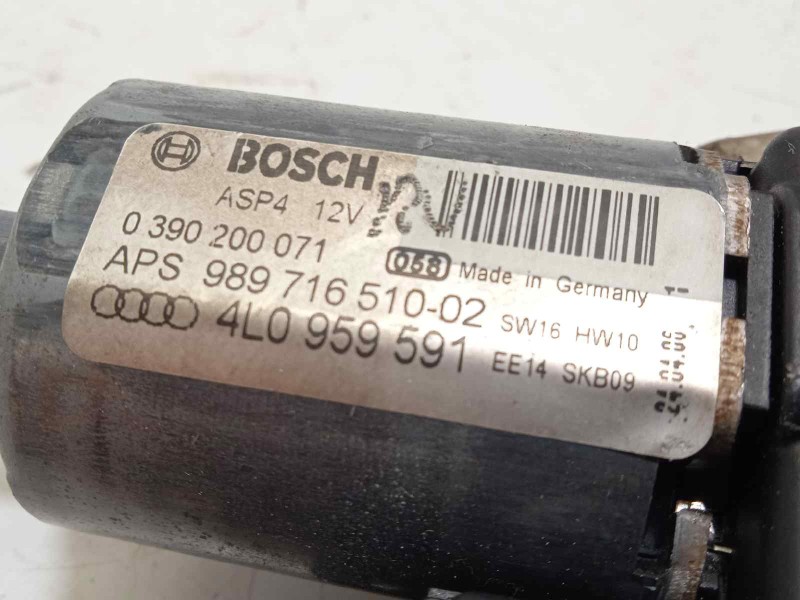 BOSCH
ASP4 12V
0 390 200 071
068 Made in Germany
APS 989 716 510-02
SW16 HW10
4L0 959 591
EE14 SKB09